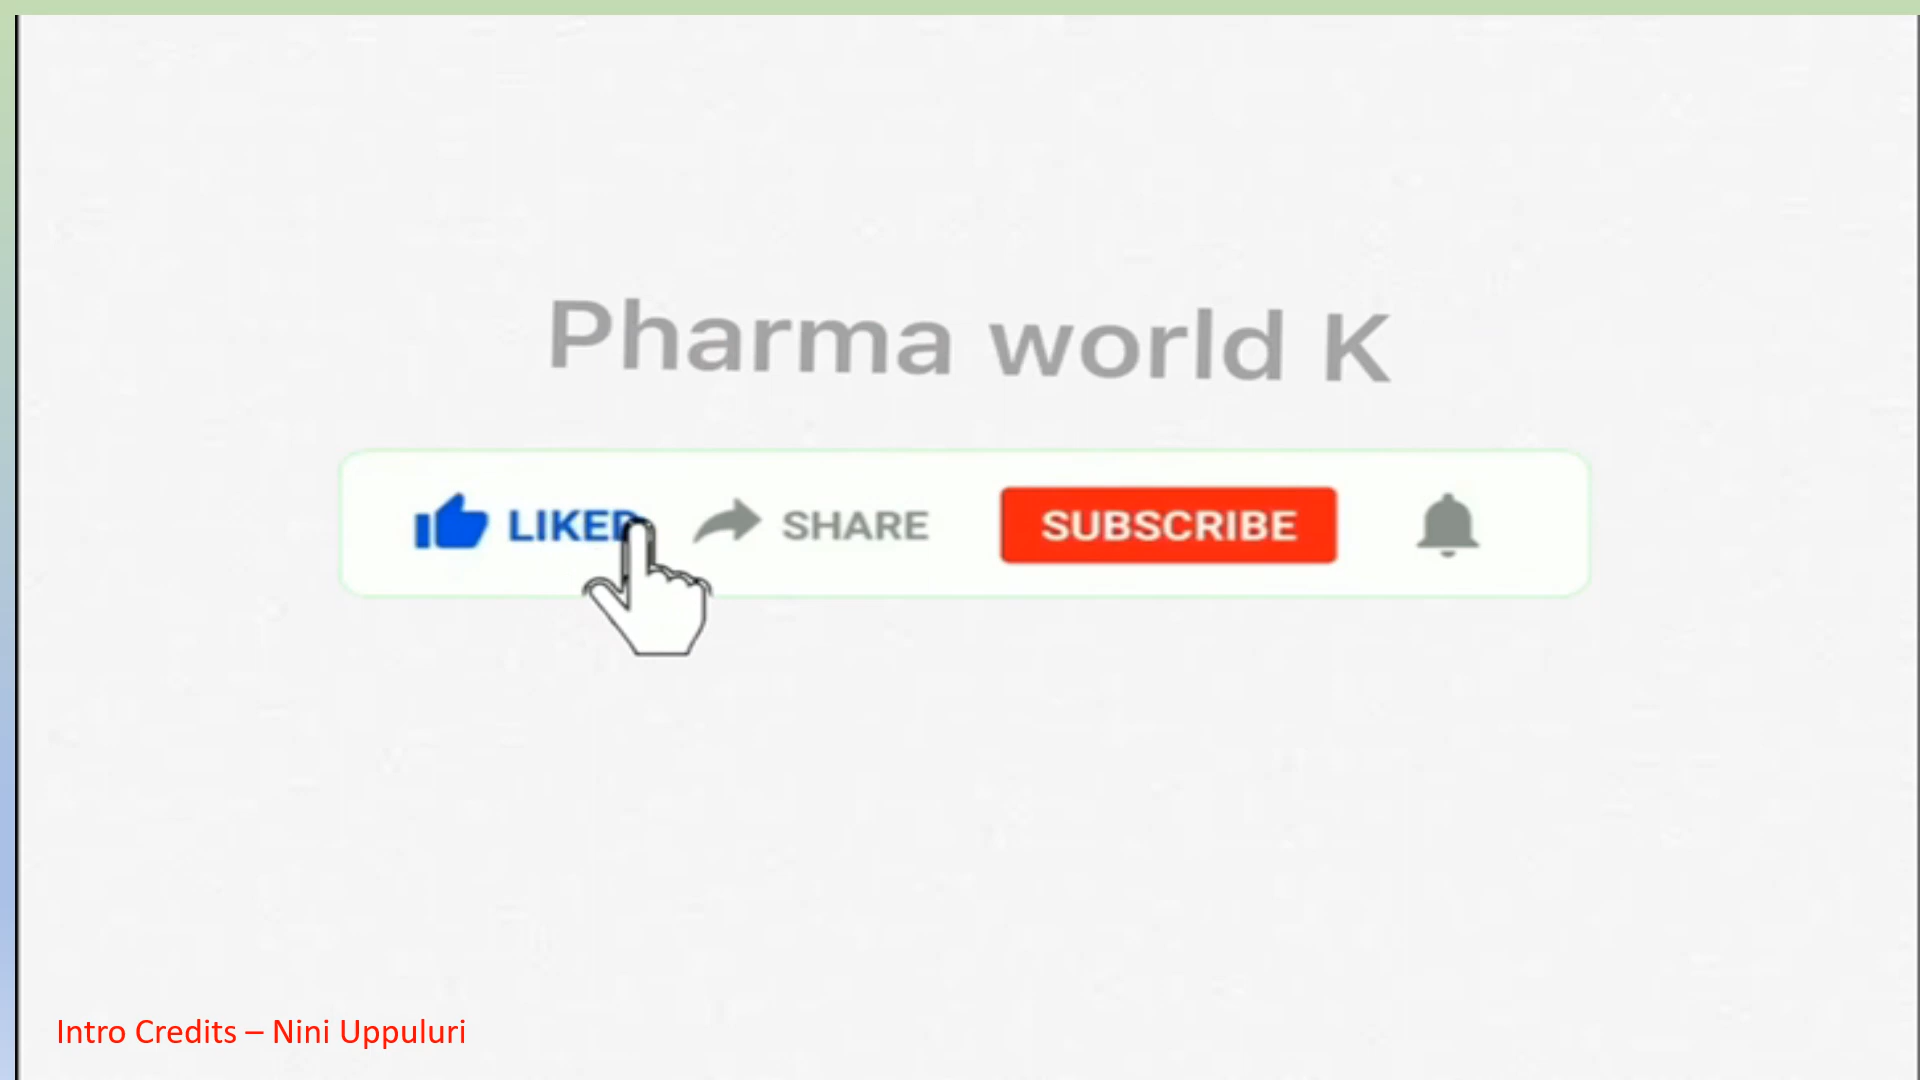 Pharma world K
LIKED SHARE SUBSCRIBE
Intro Credits – Nini Uppuluri